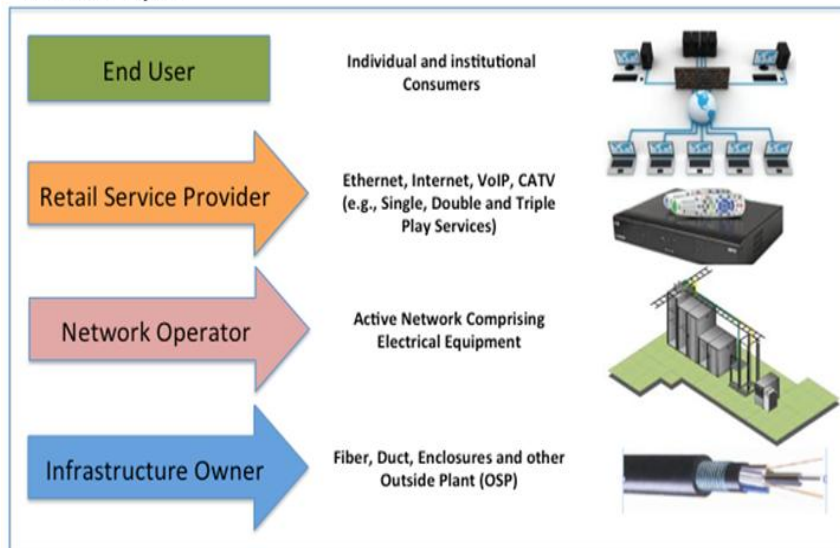 End User
Individual and institutional
Consumers
Retail Service Provider
Ethernet, Internet, VoIP, CATV
(e.g., Single, Double and Triple
Play Services)
Network Operator
Active Network Comprising
Electrical Equipment
Infrastructure Owner
Fiber, Duct, Enclosures and other
Outside Plant (OSP)